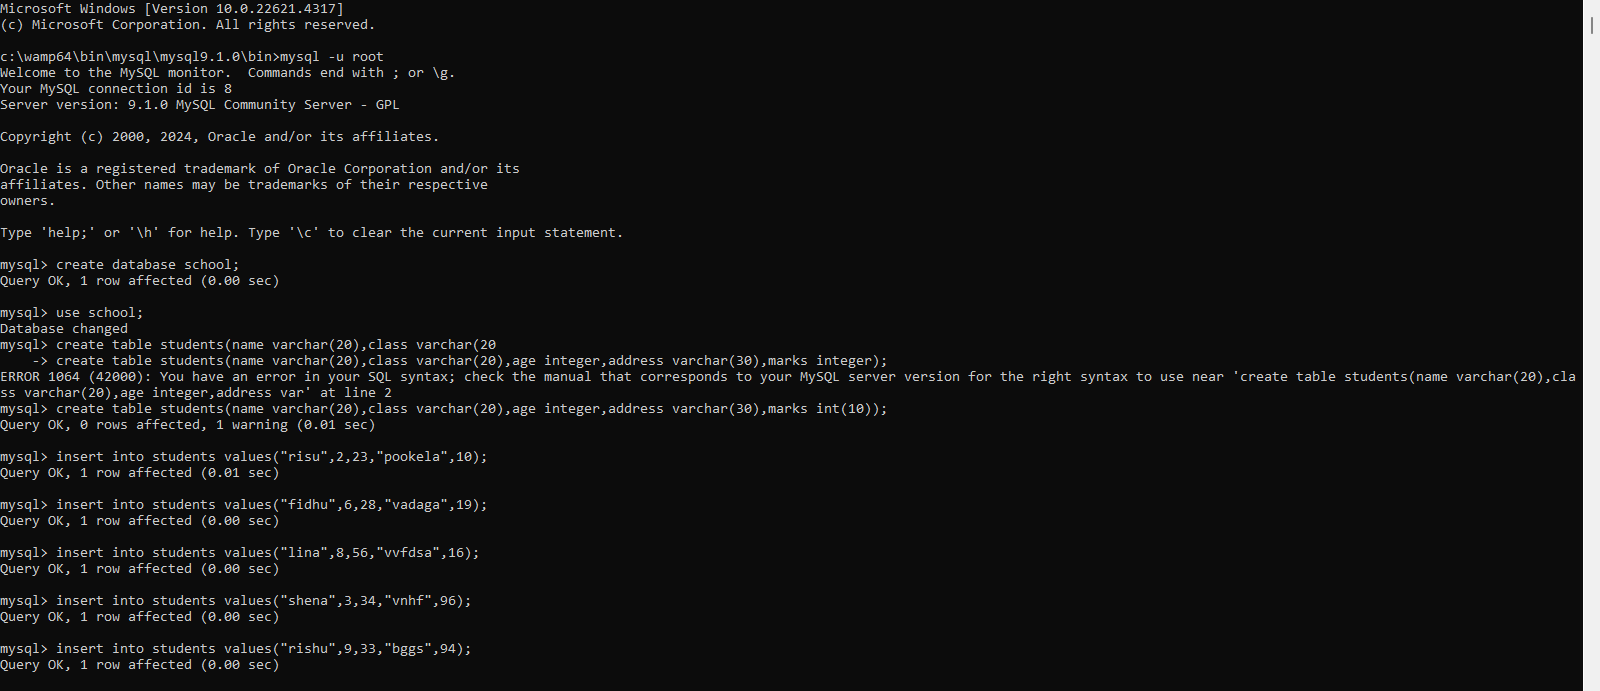 Microsoft Windows [Version 10.0.22621.4317]
(c) Microsoft Corporation. All rights reserved.
c:\wamp64\bin\mysql\mysql9.1.0\bin>mysql -u root
Welcome to the MySQL monitor.  Commands end with ; or \g.
Your MySQL connection id is 8
Server version: 9.1.0 MySQL Community Server - GPL
Copyright (c) 2000, 2024, Oracle and/or its affiliates.
Oracle is a registered trademark of Oracle Corporation and/or its
affiliates. Other names may be trademarks of their respective
owners.
Type 'help;' or '\h' for help. Type '\c' to clear the current input statement.
mysql> create database school;
Query OK, 1 row affected (0.00 sec)
mysql> use school;
Database changed
mysql> create table students(name varchar(20),class varchar(20
    -> create table students(name varchar(20),class varchar(20),age integer,address varchar(30),marks integer);
ERROR 1064 (42000): You have an error in your SQL syntax; check the manual that corresponds to your MySQL server version for the right syntax to use near 'create table students(name varchar(20),cla
ss varchar(20),age integer,address var' at line 2
mysql> create table students(name varchar(20),class varchar(20),age integer,address varchar(30),marks int(10));
Query OK, 0 rows affected, 1 warning (0.01 sec)
mysql> insert into students values("risu",2,23,"pookela",10);
Query OK, 1 row affected (0.01 sec)
mysql> insert into students values("fidhu",6,28,"vadaga",19);
Query OK, 1 row affected (0.00 sec)
mysql> insert into students values("lina",8,56,"vvfdsa",16);
Query OK, 1 row affected (0.00 sec)
mysql> insert into students values("shena",3,34,"vnhf",96);
Query OK, 1 row affected (0.00 sec)
mysql> insert into students values("rishu",9,33,"bggs",94);
Query OK, 1 row affected (0.00 sec)